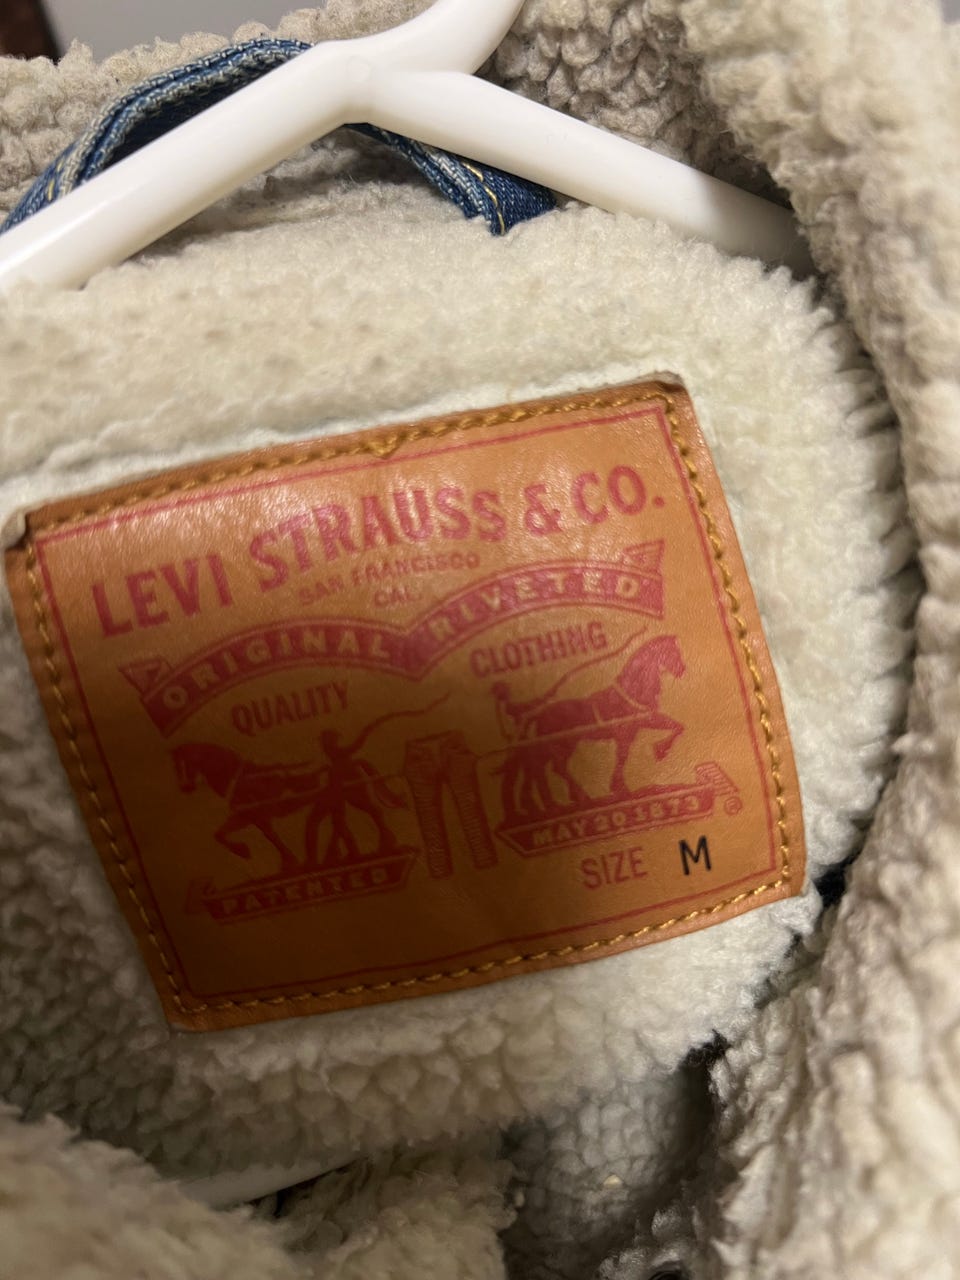 LEVI STRAUSS & CO.
SAN FRANCISCO
CAL.
ORIGINAL RIVETED
QUALITY CLOTHING
PATENTED MAY 20 1873
SIZE M